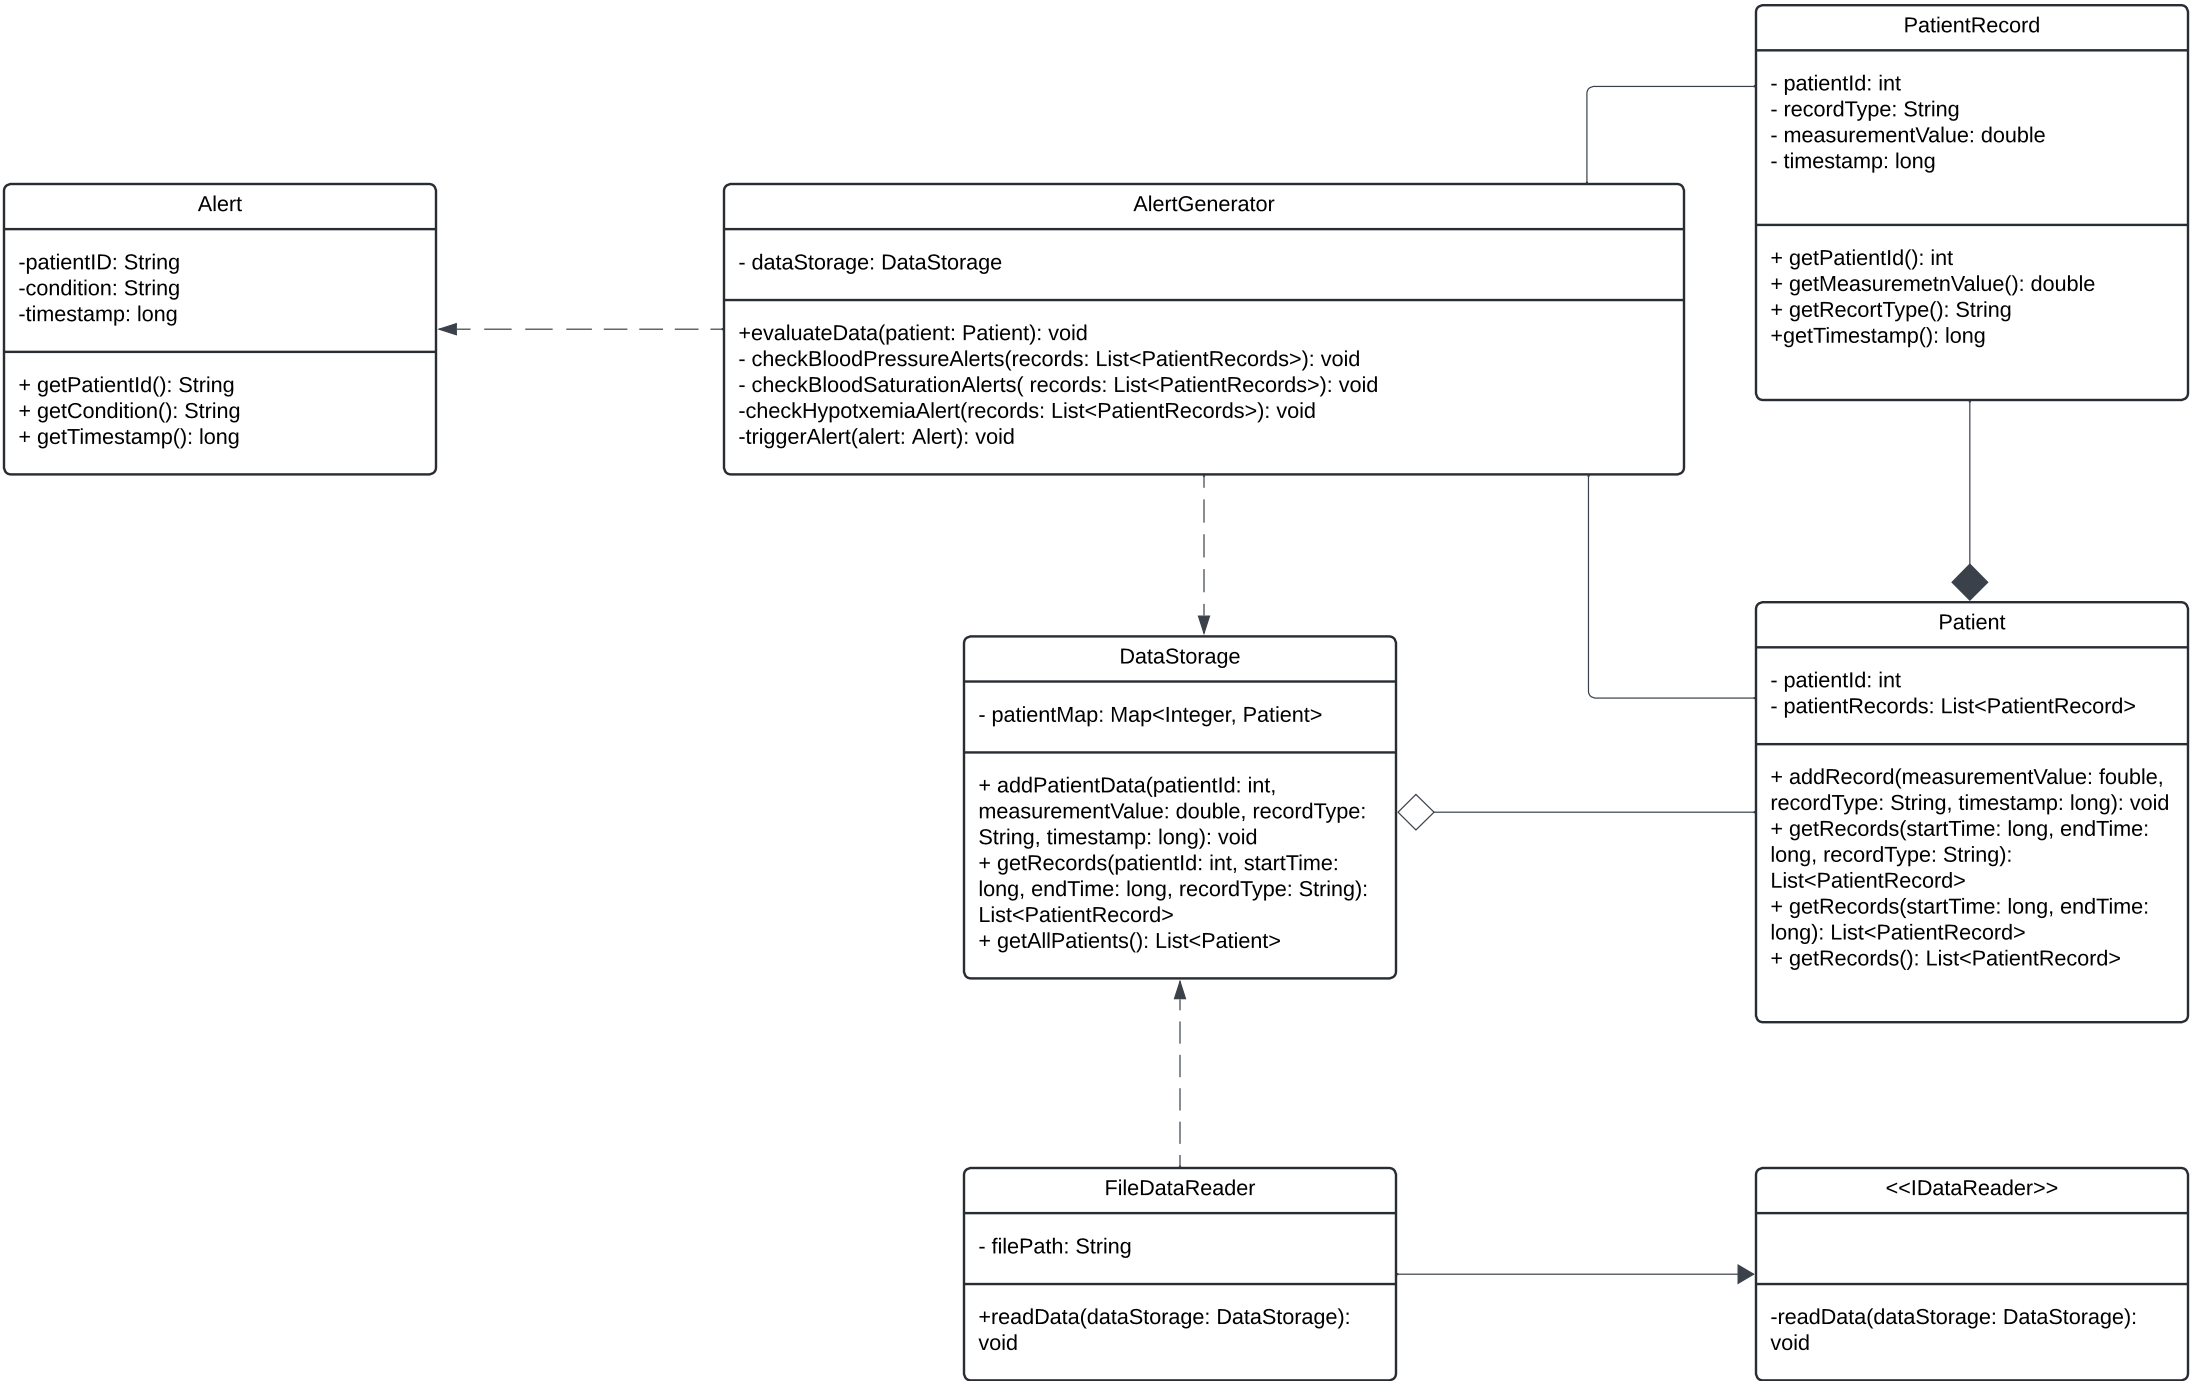 PatientRecord
- patientId: int
- recordType: String
- measurementValue: double
- timestamp: long
+ getPatientId(): int
+ getMeasuremetnValue(): double
+ getRecortType(): String
+getTimestamp(): long
Alert
-patientID: String
-condition: String
-timestamp: long
+ getPatientId(): String
+ getCondition(): String
+ getTimestamp(): long
AlertGenerator
- dataStorage: DataStorage
+evaluateData(patient: Patient): void
- checkBloodPressureAlerts(records: List<PatientRecords>): void
- checkBloodSaturationAlerts( records: List<PatientRecords>): void
-checkHypotxemiaAlert(records: List<PatientRecords>): void
-triggerAlert(alert: Alert): void
DataStorage
- patientMap: Map<Integer, Patient>
+ addPatientData(patientId: int,
measurementValue: double, recordType:
String, timestamp: long): void
+ getRecords(patientId: int, startTime:
long, endTime: long, recordType: String):
List<PatientRecord>
+ getAllPatients(): List<Patient>
Patient
- patientId: int
- patientRecords: List<PatientRecord>
+ addRecord(measurementValue: fouble,
recordType: String, timestamp: long): void
+ getRecords(startTime: long, endTime:
long, recordType: String):
List<PatientRecord>
+ getRecords(startTime: long, endTime:
long): List<PatientRecord>
+ getRecords(): List<PatientRecord>
FileDataReader
- filePath: String
+readData(dataStorage: DataStorage):
void
<<IDataReader>>
-readData(dataStorage: DataStorage):
void